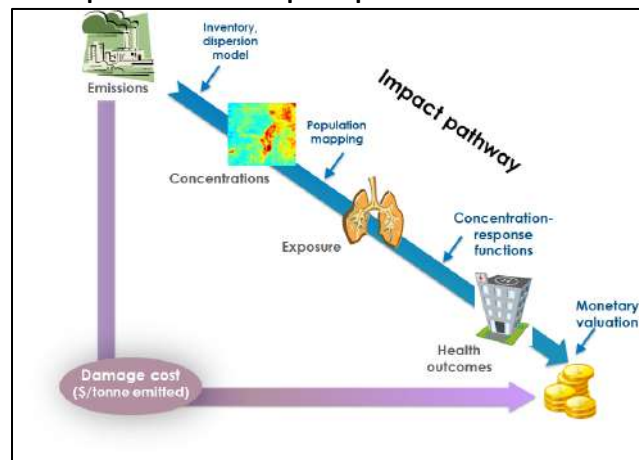 Inventory,
dispersion
model
Emissions
Impact pathway
Population
mapping
Concentrations
Concentration-
response
functions
Exposure
Monetary
valuation
Health
outcomes
Damage cost
($/tonne emitted)